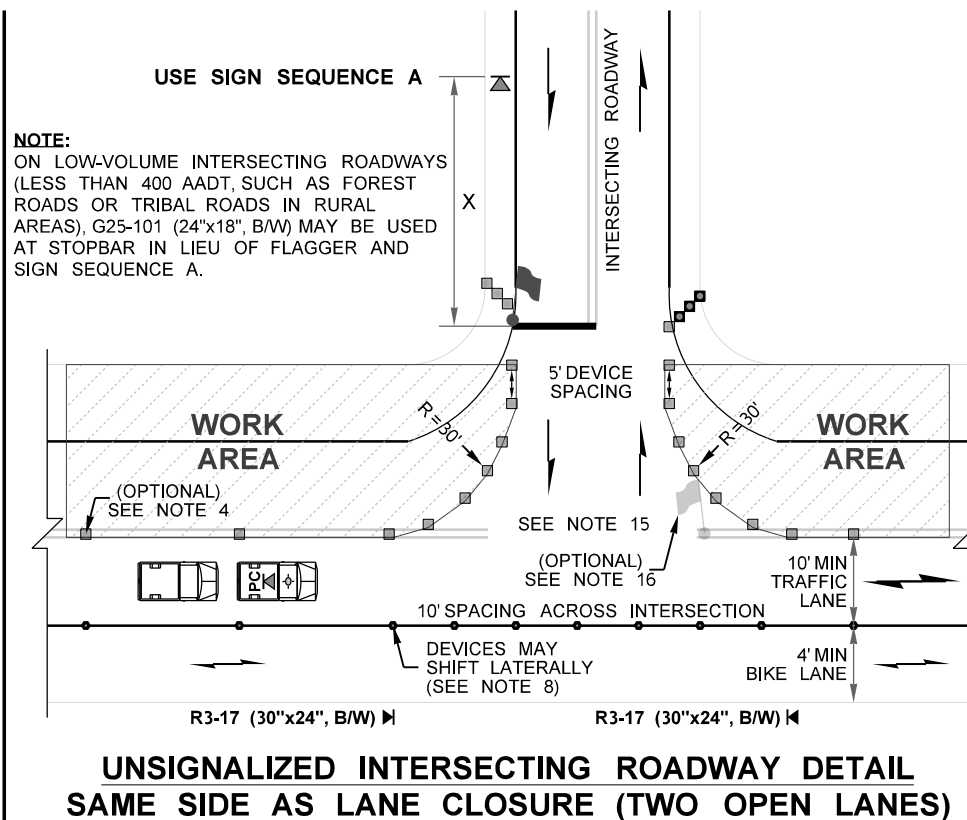 USE SIGN SEQUENCE A
NOTE:
ON LOW-VOLUME INTERSECTING ROADWAYS
(LESS THAN 400 AADT, SUCH AS FOREST
ROADS OR TRIBAL ROADS IN RURAL
AREAS), G25-101 (24"x18", B/W) MAY BE USED
AT STOPBAR IN LIEU OF FLAGGER AND
SIGN SEQUENCE A.
X
INTERSECTING ROADWAY
5' DEVICE
SPACING
WORK
AREA
R=30'
R=30'
WORK
AREA
(OPTIONAL)
SEE NOTE 4
SEE NOTE 15
(OPTIONAL)
SEE NOTE 16
10' MIN
TRAFFIC
LANE
PC
10' SPACING ACROSS INTERSECTION
DEVICES MAY
SHIFT LATERALLY
(SEE NOTE 8)
4' MIN
BIKE LANE
R3-17 (30"x24", B/W)
R3-17 (30"x24", B/W)
UNSIGNALIZED INTERSECTING ROADWAY DETAIL
SAME SIDE AS LANE CLOSURE (TWO OPEN LANES)